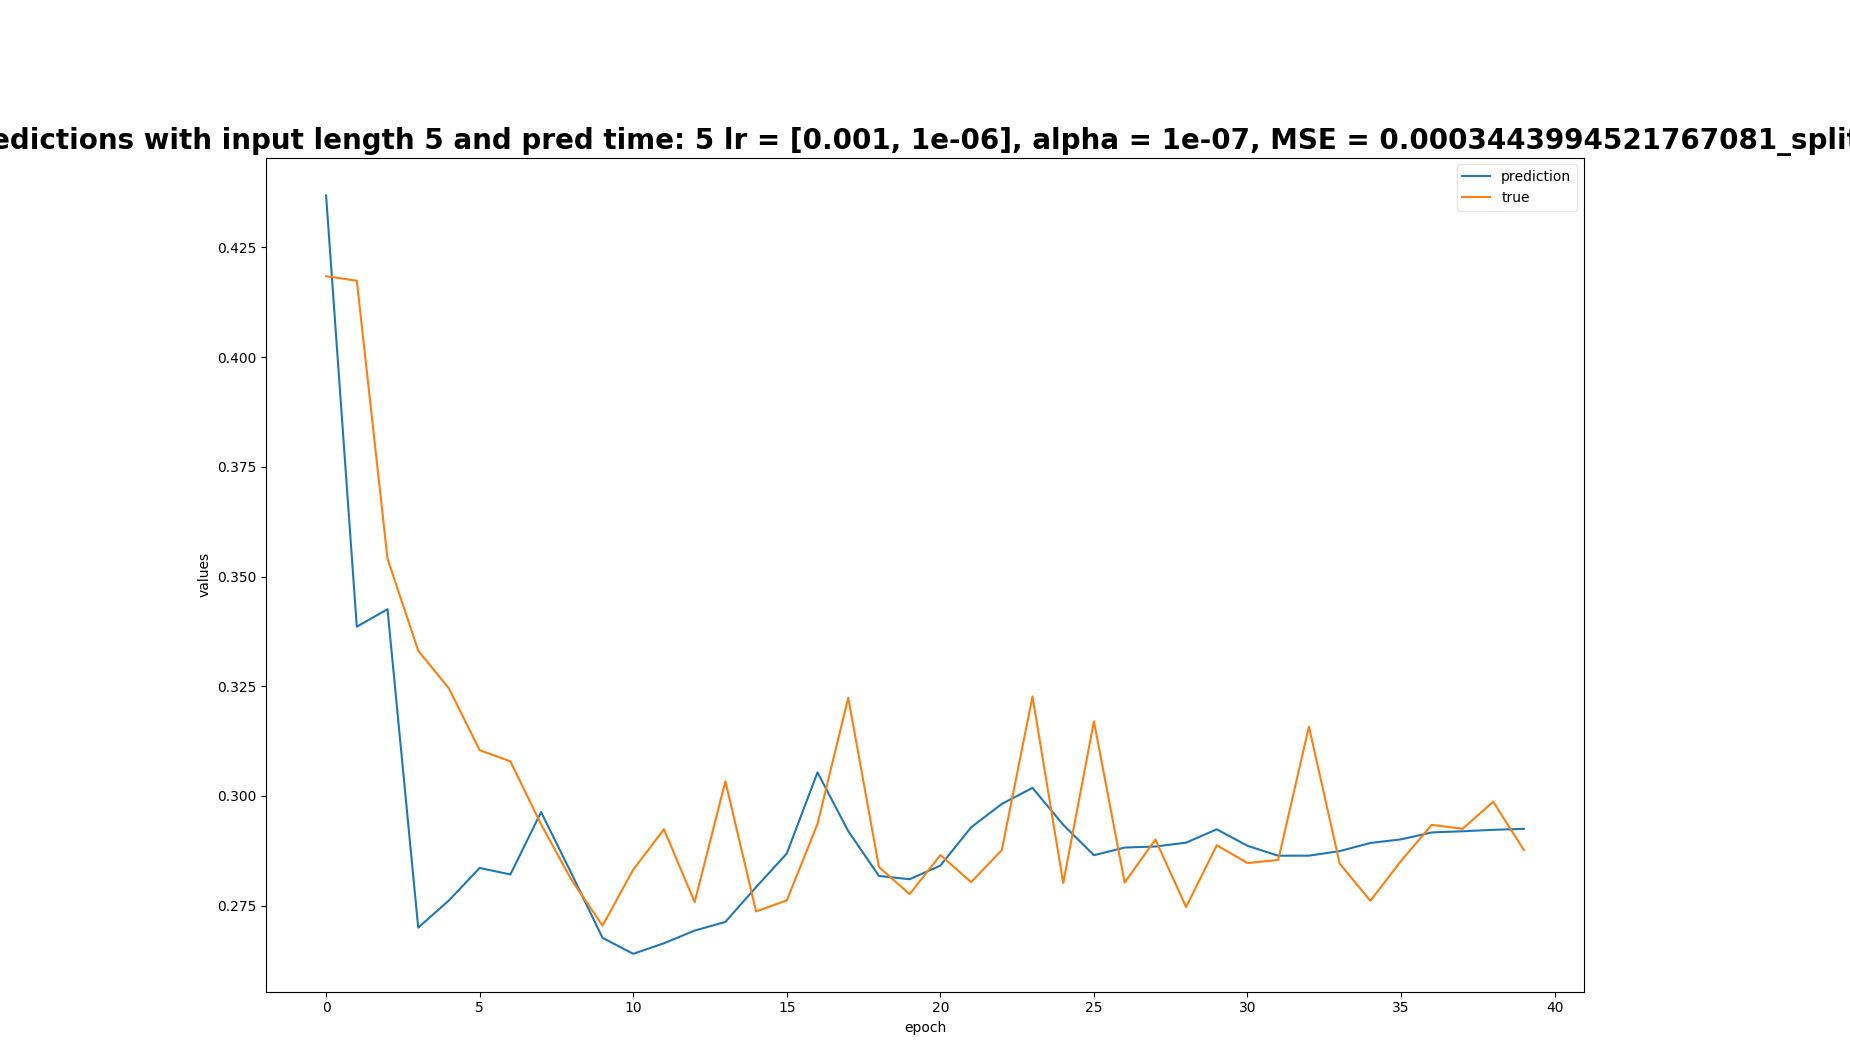 edictions with input length 5 and pred time: 5 lr = [0.001, 1e-06], alpha = 1e-07, MSE = 0.0003443994521767081_split
prediction
true
0.425
0.400
0.375
0.350
0.325
0.300
0.275
values
0 5 10 15 20 25 30 35 40
epoch